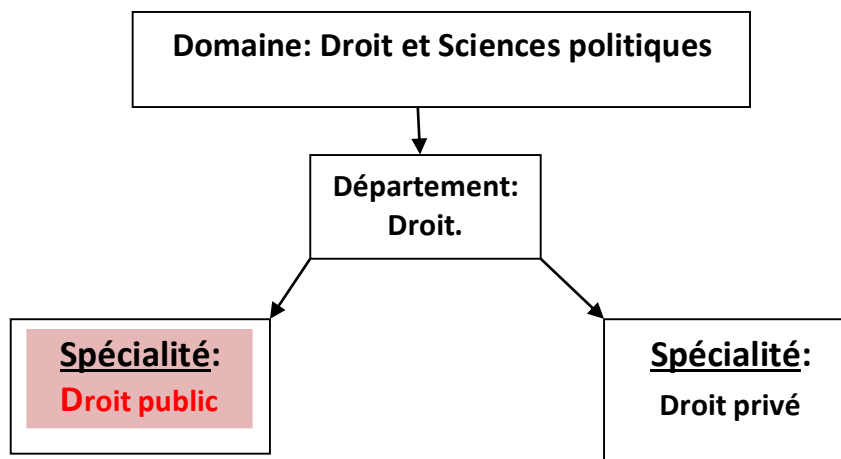 Domaine: Droit et Sciences politiques
Département:
Droit.
Spécialité:
Droit public
Spécialité:
Droit privé